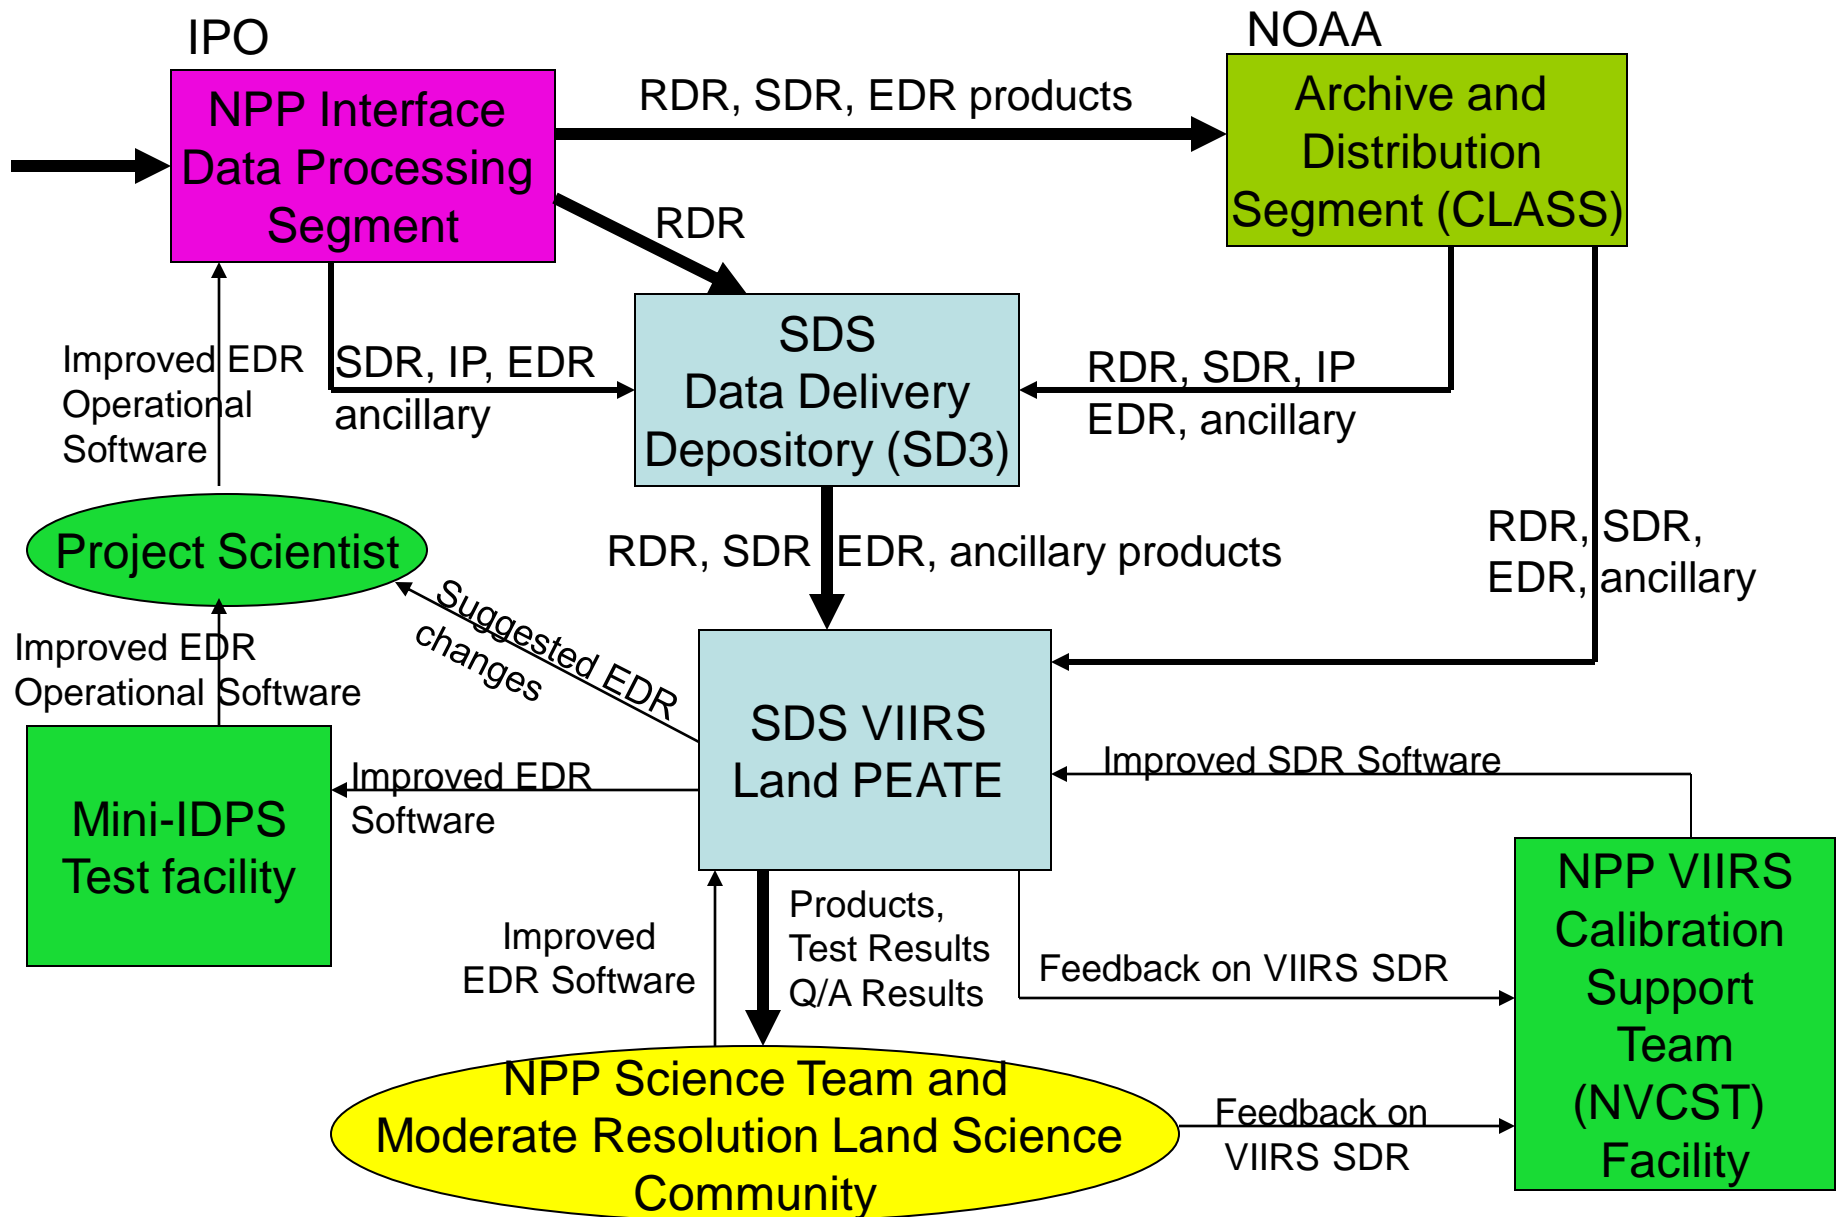 IPO
NOAA
NPP Interface
Data Processing
Segment
RDR, SDR, EDR products
Archive and
Distribution
Segment (CLASS)
RDR
SDS
Data Delivery
Depository (SD3)
Improved EDR
Operational
Software
SDR, IP, EDR
ancillary
RDR, SDR, IP
EDR, ancillary
Project Scientist
RDR, SDR EDR, ancillary products
RDR, SDR,
EDR, ancillary
Suggested EDR
changes
Improved EDR
Operational Software
SDS VIIRS
Land PEATE
Improved SDR Software
Improved EDR
Software
Mini-IDPS
Test facility
NPP VIIRS
Calibration
Support
Team
(NVCST)
Facility
Products,
Test Results
Q/A Results
Improved
EDR Software
Feedback on VIIRS SDR
NPP Science Team and
Moderate Resolution Land Science
Community
Feedback on
VIIRS SDR